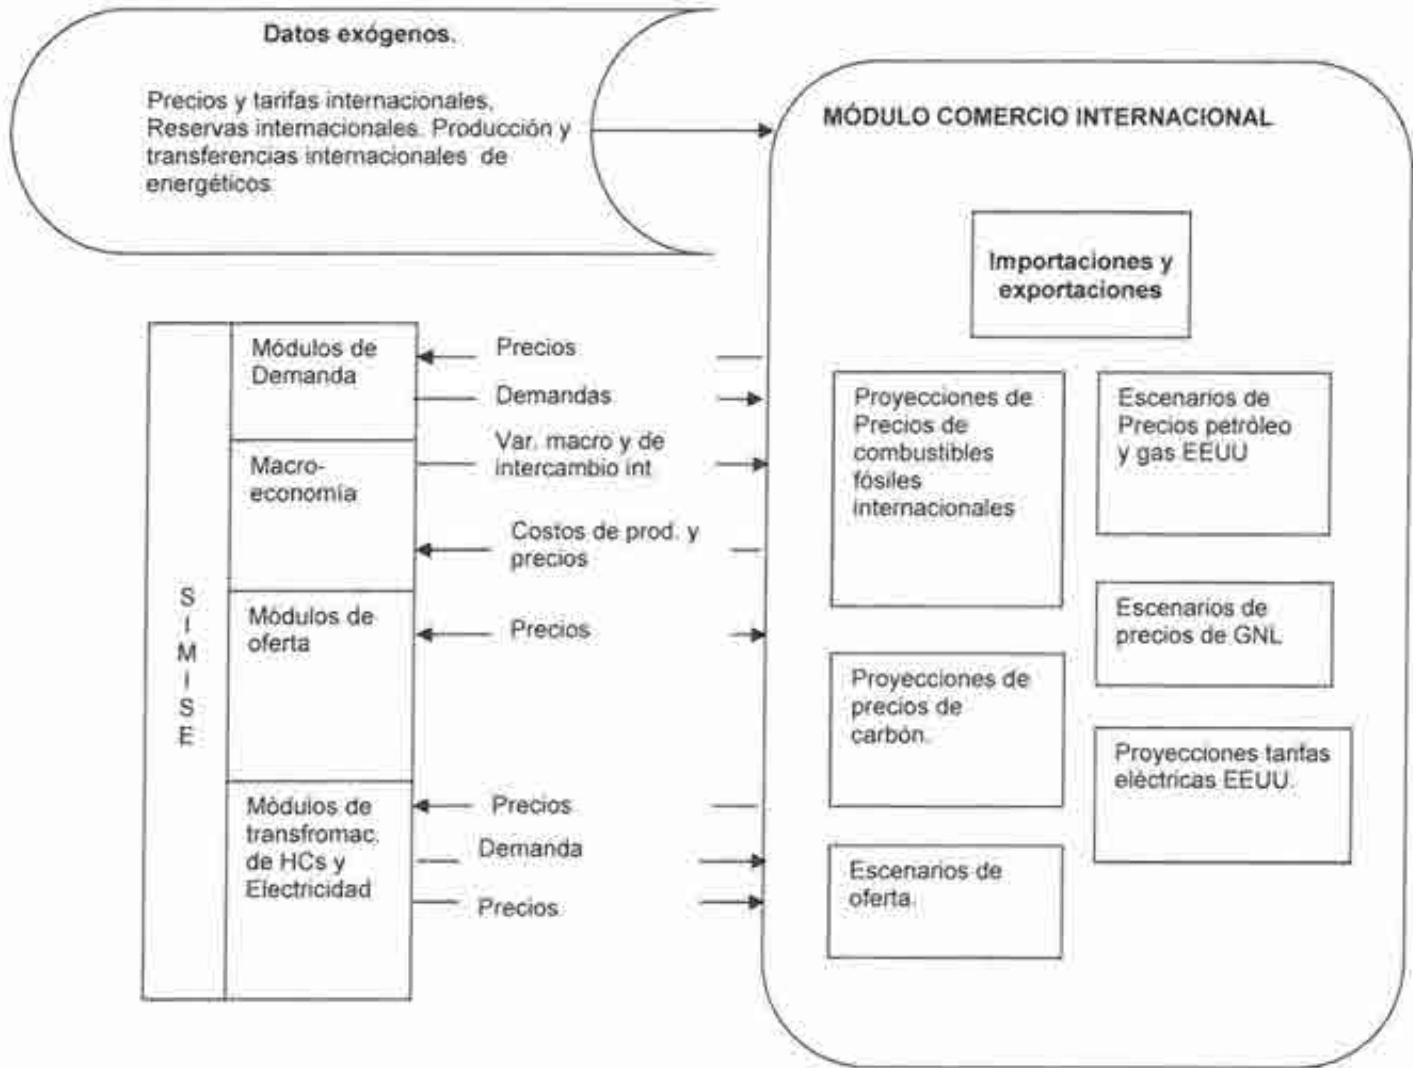 Datos exógenos.
Precios y tarifas internacionales.
Reservas internacionales. Producción y
transferencias internacionales de
energéticos
MÓDULO COMERCIO INTERNACIONAL
Importaciones y
exportaciones
Proyecciones de
Precios de
combustibles
fósiles
internacionales
Escenarios de
Precios petróleo
y gas EEUU
Escenarios de
precios de GNL
Proyecciones de
precios de
carbón.
Proyecciones tarifas
eléctricas EEUU.
Escenarios de
oferta.
SIMISE
Módulos de
Demanda
Macro-
economía
Módulos de
oferta
Módulos de
transfromac.
de HCs y
Electricidad
Precios
Demandas
Var. macro y de
intercambio int
Costos de prod. y
precios
Precios
Precios
Demanda
Precios